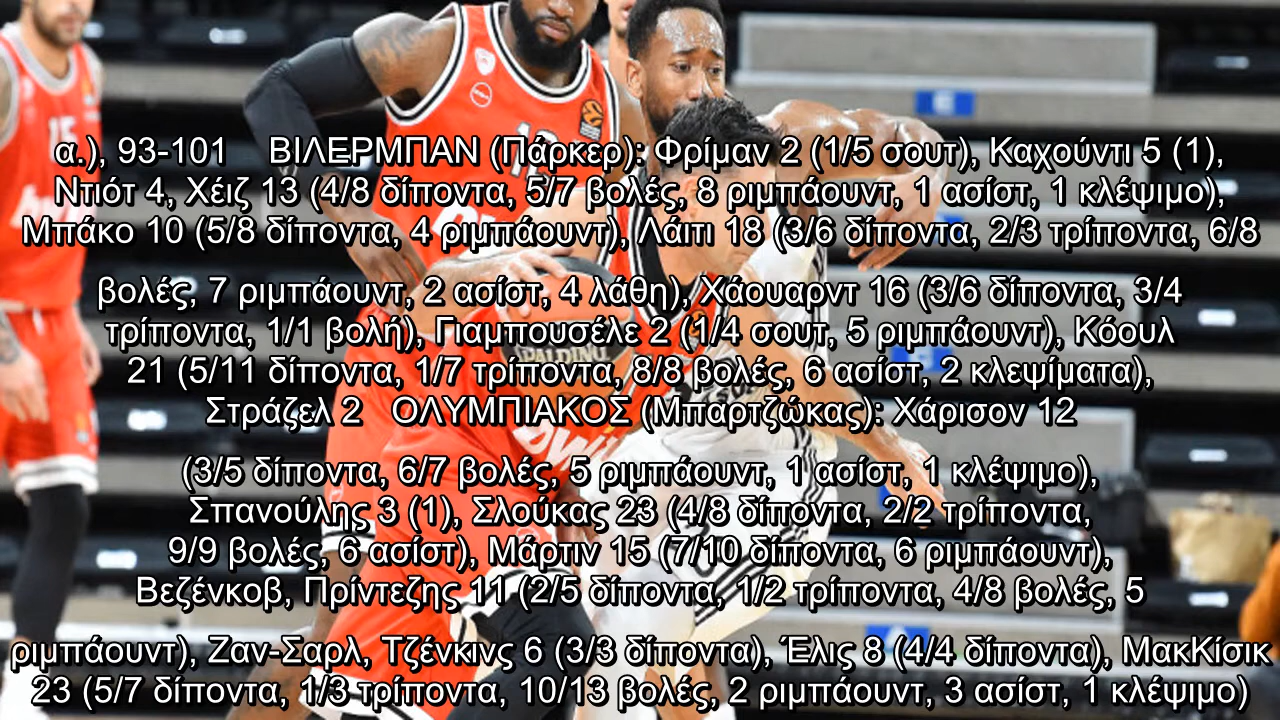 α.), 93-101 ΒΙΛΕΡΜΠΑΝ (Πάρκερ): Φρίμαν 2 (1/5 σουτ), Καχούντι 5 (1),
Ντιότ 4, Χέιζ 13 (4/8 δίποντα, 5/7 βολές, 8 ριμπάουντ, 1 ασίστ, 1 κλέψιμο),
Μπάκο 10 (5/8 δίποντα, 4 ριμπάουντ), Λάιτι 18 (3/6 δίποντα, 2/3 τρίποντα, 6/8
βολές, 7 ριμπάουντ, 2 ασίστ, 4 λάθη), Χάουαρντ 16 (3/6 δίποντα, 3/4
τρίποντα, 1/1 βολή), Γιαμπουσέλε 2 (1/4 σουτ, 5 ριμπάουντ), Κόουλ
21 (5/11 δίποντα, 1/7 τρίποντα, 8/8 βολές, 6 ασίστ, 2 κλεψίματα),
Στράζελ 2 ΟΛΥΜΠΙΑΚΟΣ (Μπαρτζώκας): Χάρισον 12
(3/5 δίποντα, 6/7 βολές, 5 ριμπάουντ, 1 ασίστ, 1 κλέψιμο),
Σπανούλης 3 (1), Σλούκας 23 (4/8 δίποντα, 2/2 τρίποντα,
9/9 βολές, 6 ασίστ), Μάρτιν 15 (7/10 δίποντα, 6 ριμπάουντ),
Βεζένκοβ, Πρίντεζης 11 (2/5 δίποντα, 1/2 τρίποντα, 4/8 βολές, 5
ριμπάουντ), Ζαν-Σαρλ, Τζένκινς 6 (3/3 δίποντα), Έλις 8 (4/4 δίποντα), ΜακΚίσικ
23 (5/7 δίποντα, 1/3 τρίποντα, 10/13 βολές, 2 ριμπάουντ, 3 ασίστ, 1 κλέψιμο)